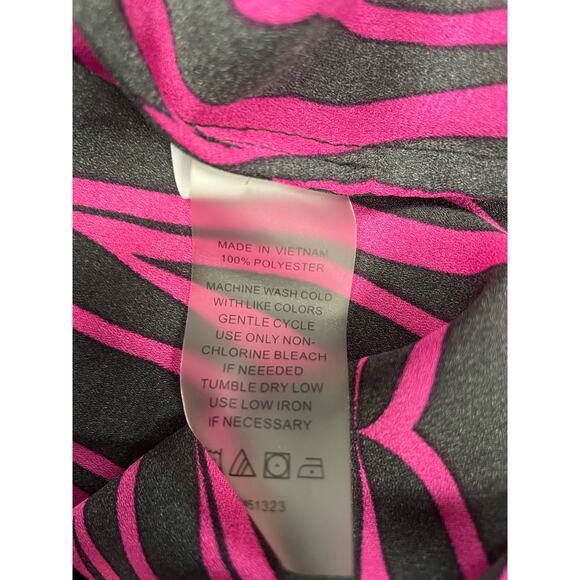 MADE IN VIETNAM
100% POLYESTER
MACHINE WASH COLD
WITH LIKE COLORS
GENTLE CYCLE
USE ONLY NON-
CHLORINE BLEACH
IF NEEEDED
TUMBLE DRY LOW
USE LOW IRON
IF NECESSARY